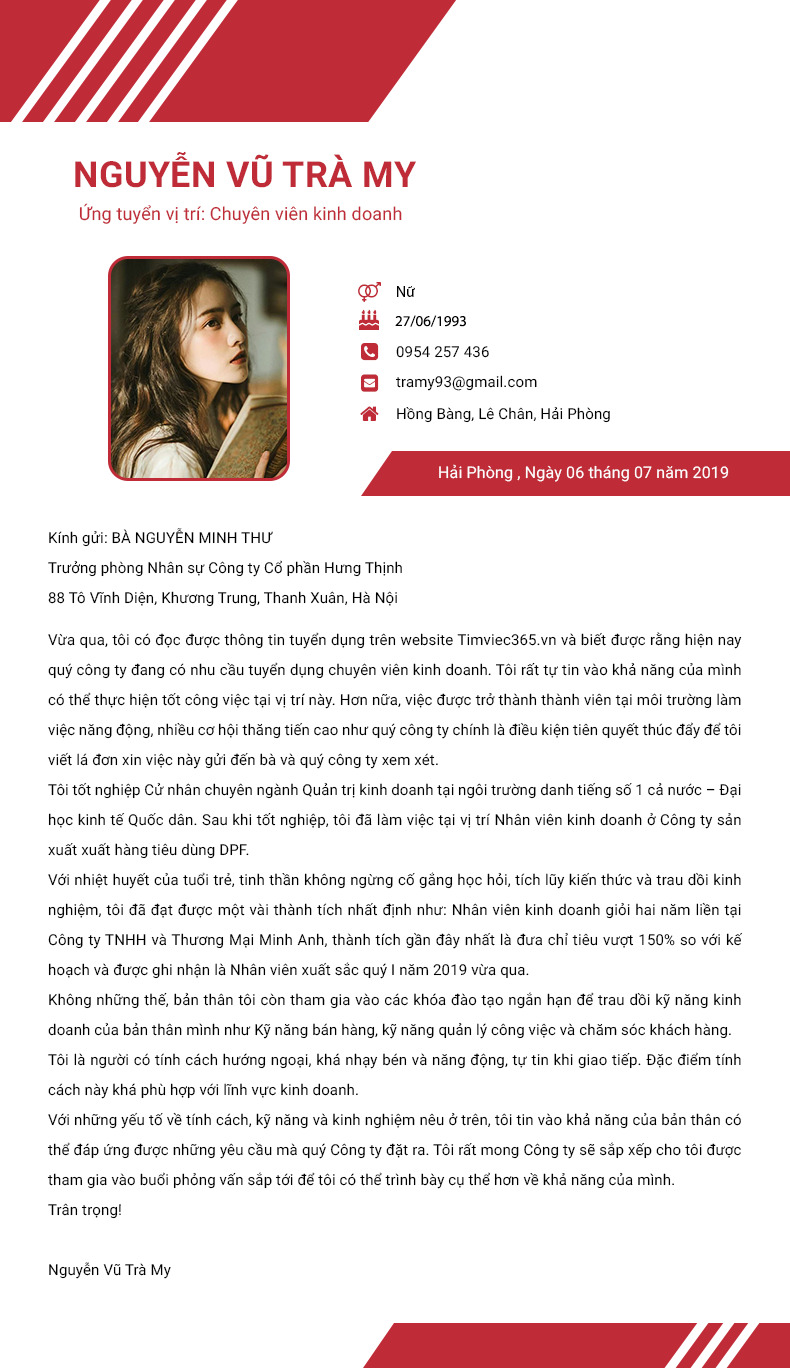 NGUYỄN VŨ TRÀ MY
Ứng tuyển vị trí: Chuyên viên kinh doanh
Nữ
27/06/1993
0954 257 436
tramy93@gmail.com
Hồng Bàng, Lê Chân, Hải Phòng
Hải Phòng , Ngày 06 tháng 07 năm 2019
Kính gửi: BÀ NGUYỄN MINH THƯ
Trưởng phòng Nhân sự Công ty Cổ phần Hưng Thịnh
88 Tô Vĩnh Diện, Khương Trung, Thanh Xuân, Hà Nội
Vừa qua, tôi có đọc được thông tin tuyển dụng trên website Timviec365.vn và biết được rằng hiện nay
quý công ty đang có nhu cầu tuyển dụng chuyên viên kinh doanh. Tôi rất tự tin vào khả năng của mình
có thể thực hiện tốt công việc tại vị trí này. Hơn nữa, việc được trở thành thành viên tại môi trường làm
việc năng động, nhiều cơ hội thăng tiến cao như quý công ty chính là điều kiện tiên quyết thúc đẩy để tôi
viết lá đơn xin việc này gửi đến bà và quý công ty xem xét.
Tôi tốt nghiệp Cử nhân chuyên ngành Quản trị kinh doanh tại ngôi trường danh tiếng số 1 cả nước – Đại
học kinh tế Quốc dân. Sau khi tốt nghiệp, tôi đã làm việc tại vị trí Nhân viên kinh doanh ở Công ty sản
xuất xuất hàng tiêu dùng DPF.
Với nhiệt huyết của tuổi trẻ, tinh thần không ngừng cố gắng học hỏi, tích lũy kiến thức và trau dồi kinh
nghiệm, tôi đã đạt được một vài thành tích nhất định như: Nhân viên kinh doanh giỏi hai năm liền tại
Công ty TNHH và Thương Mại Minh Anh, thành tích gần đây nhất là đưa chỉ tiêu vượt 150% so với kế
hoạch và được ghi nhận là Nhân viên xuất sắc quý I năm 2019 vừa qua.
Không những thế, bản thân tôi còn tham gia vào các khóa đào tạo ngắn hạn để trau dồi kỹ năng kinh
doanh của bản thân mình như Kỹ năng bán hàng, kỹ năng quản lý công việc và chăm sóc khách hàng.
Tôi là người có tính cách hướng ngoại, khá nhạy bén và năng động, tự tin khi giao tiếp. Đặc điểm tính
cách này khá phù hợp với lĩnh vực kinh doanh.
Với những yếu tố về tính cách, kỹ năng và kinh nghiệm nêu ở trên, tôi tin vào khả năng của bản thân có
thể đáp ứng được những yêu cầu mà quý Công ty đặt ra. Tôi rất mong Công ty sẽ sắp xếp cho tôi được
tham gia vào buổi phỏng vấn sắp tới để tôi có thể trình bày cụ thể hơn về khả năng của mình.
Trân trọng!
Nguyễn Vũ Trà My